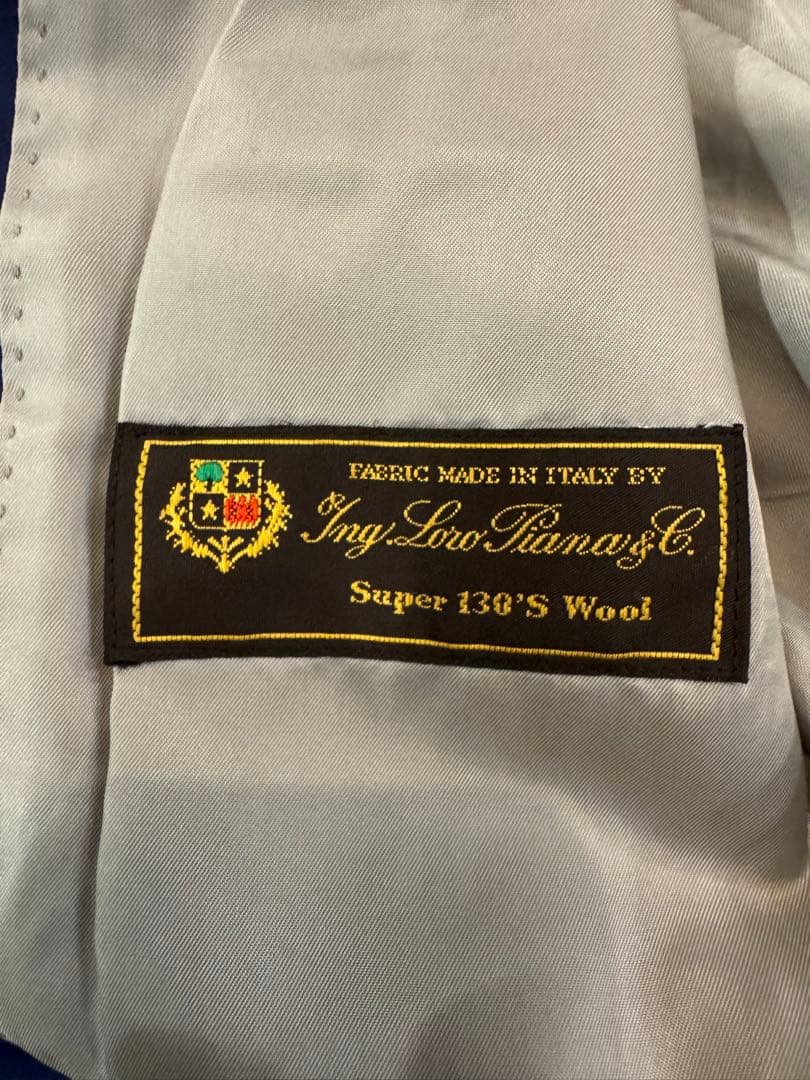 FABRIC MADE IN ITALY BY
Ing. Loro Piana & C.
Super 130'S Wool